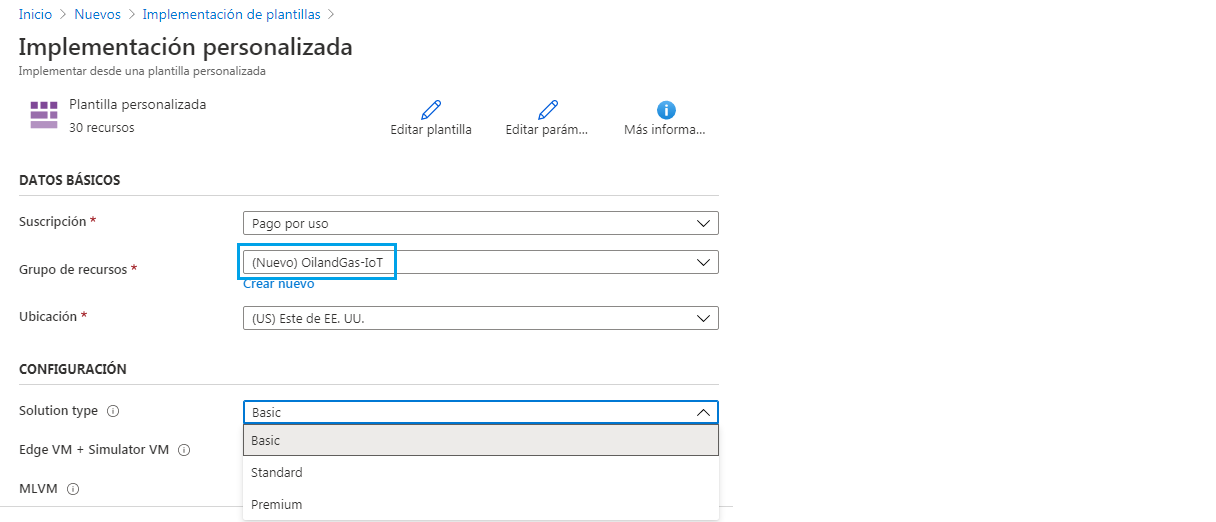 Inicio > Nuevos > Implementación de plantillas >
Implementación personalizada
Implementar desde una plantilla personalizada
Plantilla personalizada
30 recursos
Editar plantilla
Editar parám...
Más informa...
DATOS BÁSICOS
Suscripción *
Pago por uso
Grupo de recursos *
(Nuevo) OilandGas-IoT
Crear nuevo
Ubicación *
(US) Este de EE. UU.
CONFIGURACIÓN
Solution type
Basic
Basic
Edge VM + Simulator VM
Standard
MLVM
Premium